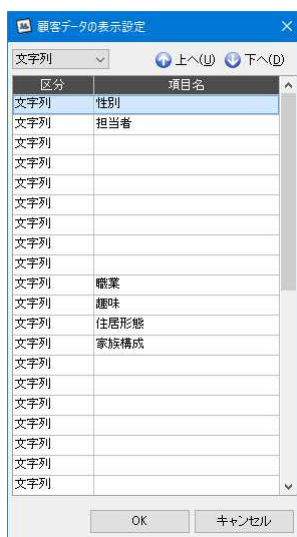 顧客データの表示設定
文字列 上へ(U) 下へ(D)
区分 項目名
文字列 性別
文字列 担当者
文字列
文字列
文字列
文字列
文字列
文字列
文字列
文字列 職業
文字列 趣味
文字列 住居形態
文字列 家族構成
文字列
文字列
文字列
文字列
文字列
文字列
文字列
OK キャンセル